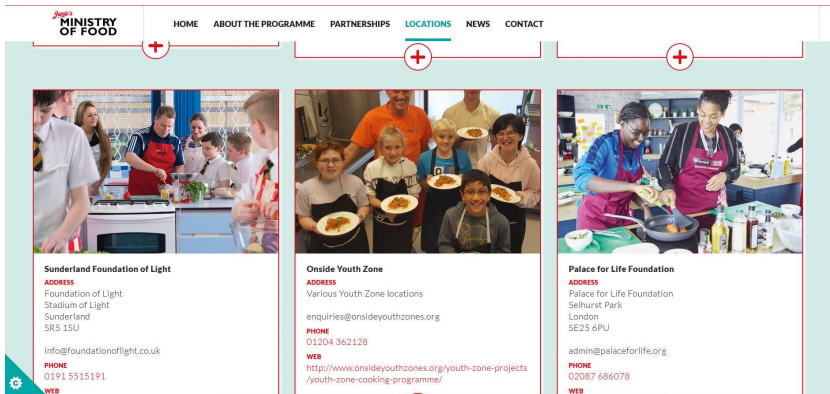 Jamie's
MINISTRY
OF FOOD
HOME
ABOUT THE PROGRAMME
PARTNERSHIPS
LOCATIONS
NEWS
CONTACT
Sunderland Foundation of Light
ADDRESS
Foundation of Light
Stadium of Light
Sunderland
SR5 1SU
info@foundationoflight.co.uk
PHONE
0191 5515191
WEB
Onside Youth Zone
ADDRESS
Various Youth Zone locations
enquiries@onsideyouthzones.org
PHONE
01204 362128
WEB
http://www.onsideyouthzones.org/youth-zone-projects
/youth-zone-cooking-programme/
Palace for Life Foundation
ADDRESS
Palace for Life Foundation
Selhurst Park
London
SE25 6PU
admin@palaceforlife.org
PHONE
02087 686078
WEB